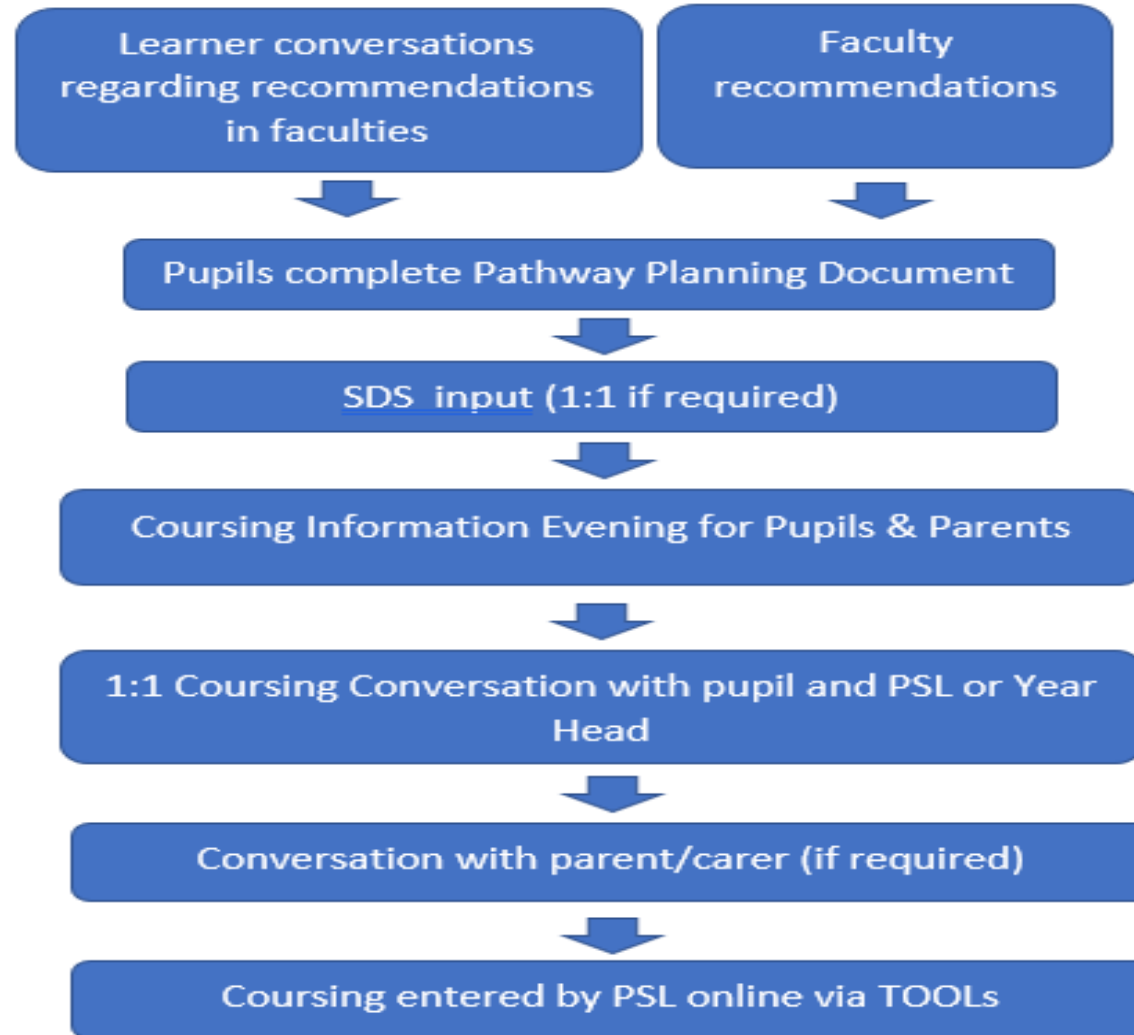 Learner conversations
regarding recommendations
in faculties
Faculty
recommendations
Pupils complete Pathway Planning Document
SDS input (1:1 if required)
Coursing Information Evening for Pupils & Parents
1:1 Coursing Conversation with pupil and PSL or Year
Head
Conversation with parent/carer (if required)
Coursing entered by PSL online via TOOLs